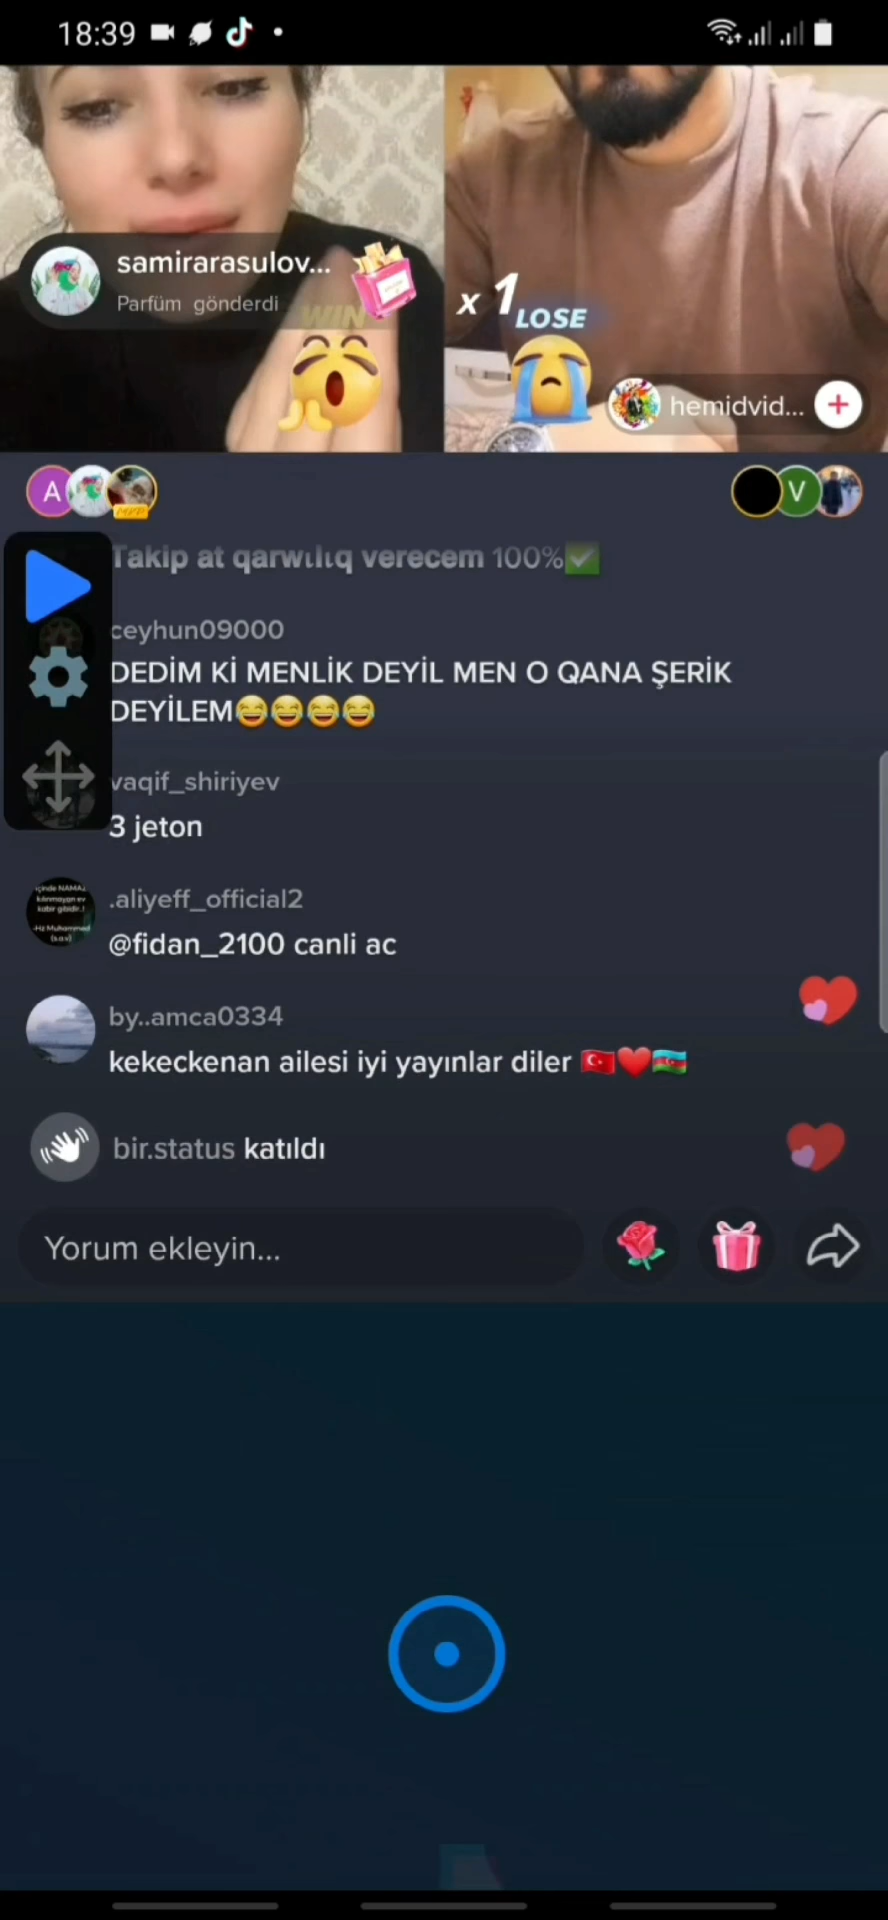 18:39
samirarasulov...
Parfüm gönderdi
WIN
x 1
LOSE
hemidvid...
A
V
Takip at qarwılıq verecem 100%✅
ceyhun09000
DEDİM Kİ MENLİK DEYİL MEN O QANA ŞERİK
DEYİLEM😂😂😂😂
vaqif_shiriyev
3 jeton
.aliyeff_official2
@fidan_2100 canli ac
by..amca0334
kekeckenan ailesi iyi yayınlar diler 🇹🇷❤️🇦🇿
bir.status katıldı
Yorum ekleyin...